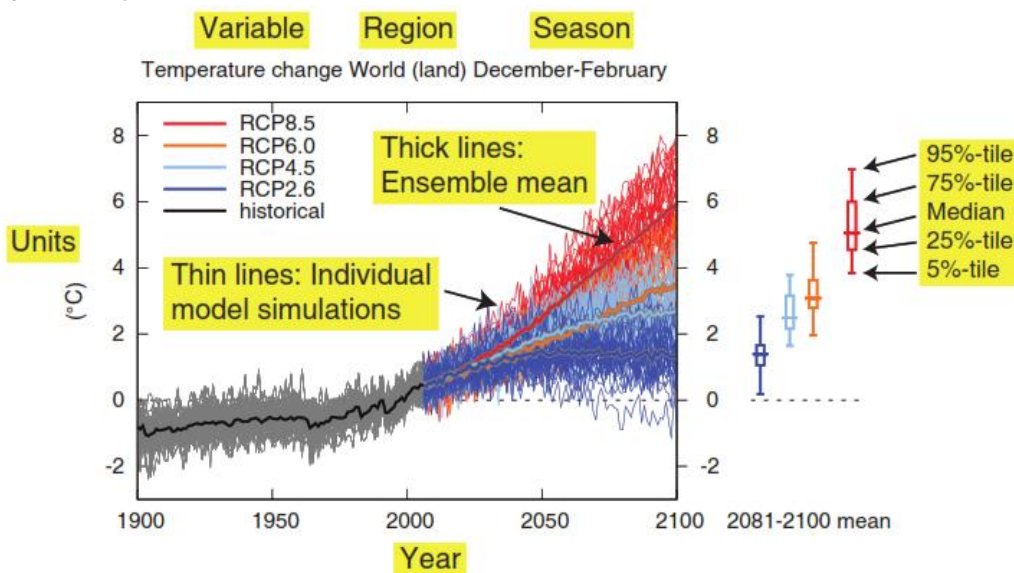 Variable Region Season
Temperature change World (land) December-February
RCP8.5
RCP6.0
RCP4.5
RCP2.6
historical
Thick lines:
Ensemble mean
Thin lines: Individual
model simulations
Units
(°C)
8
6
4
2
0
-2
8
6
4
2
0
-2
95%-tile
75%-tile
Median
25%-tile
5%-tile
1900 1950 2000 2050 2100 2081-2100 mean
Year